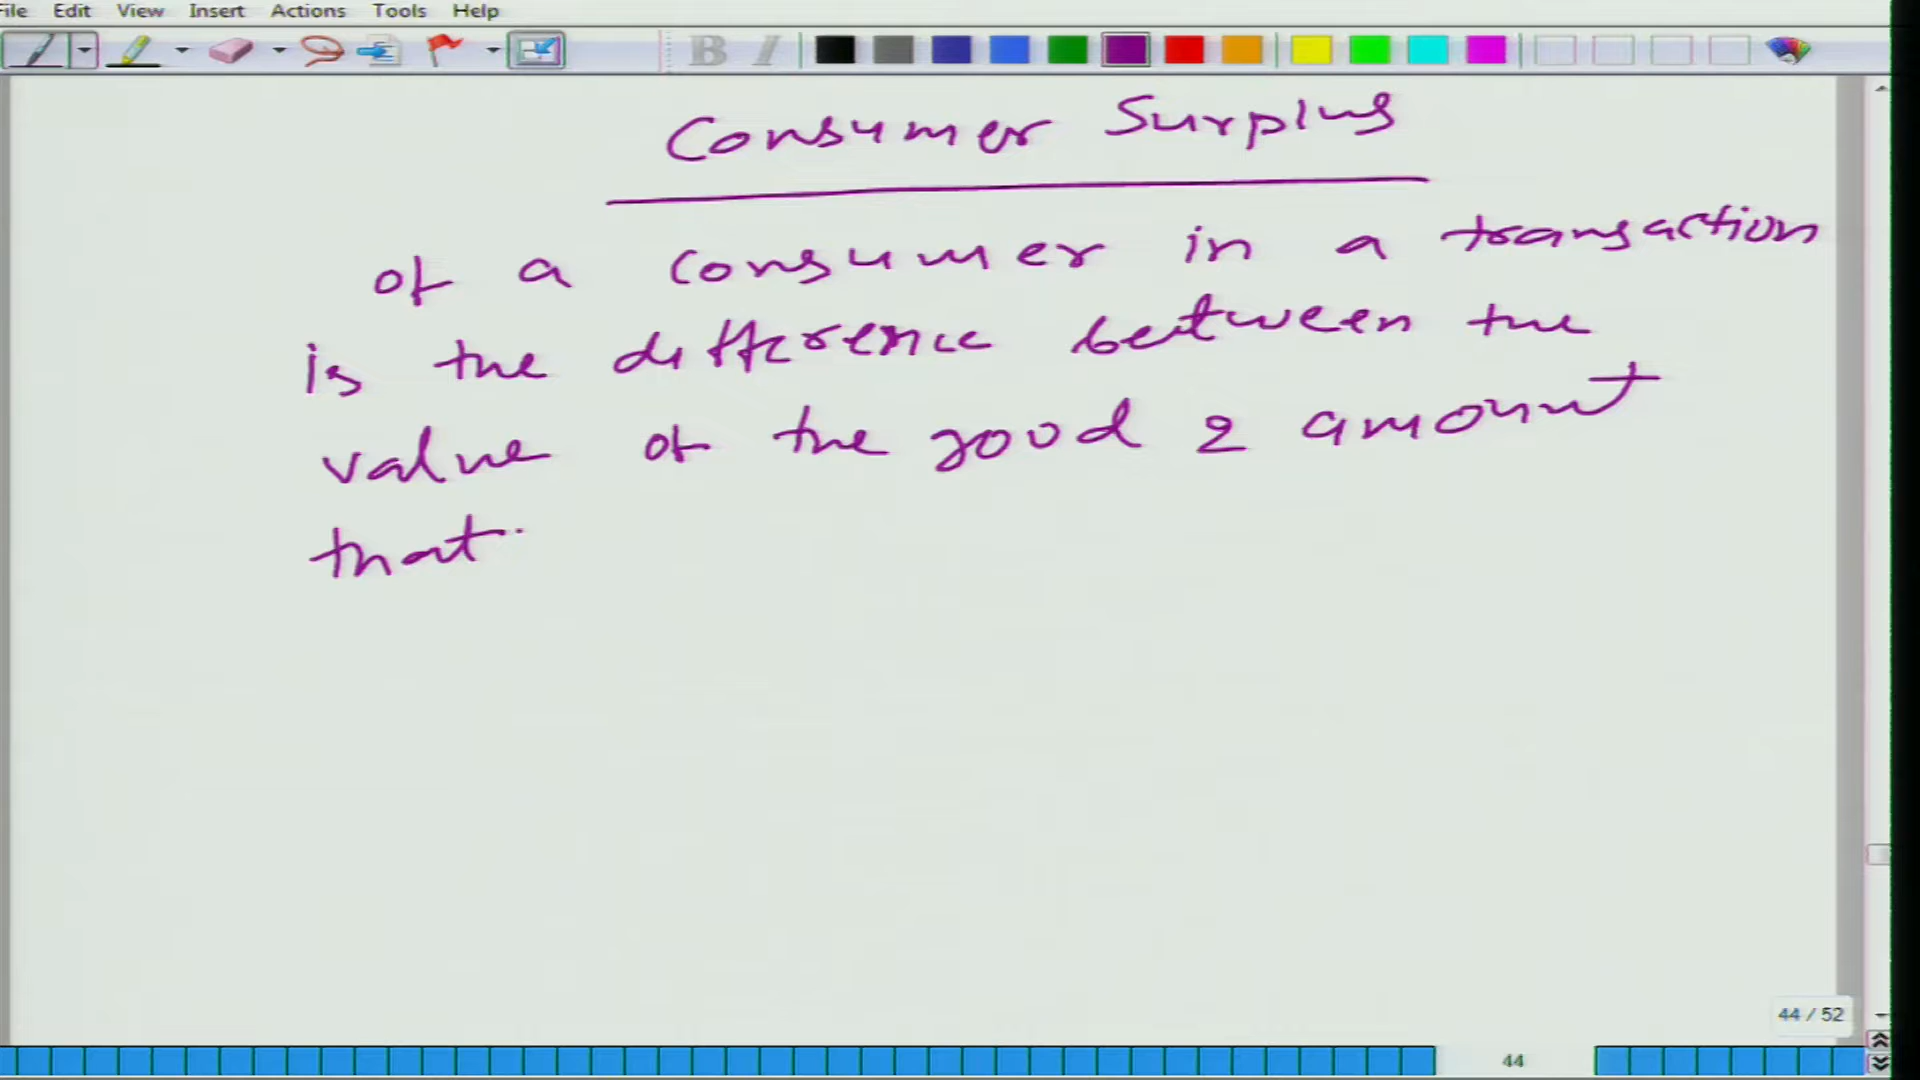 File Edit View Insert Actions Tools Help
B I
Consumer Surplus
of a consumer in a transaction
is the difference between the
value of the good & amount
that
44 / 52
44